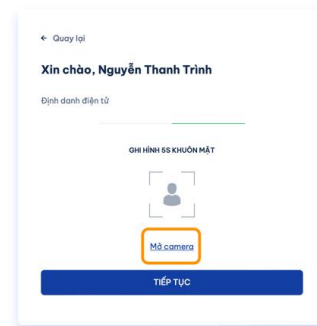 ← Quay lại
Xin chào, Nguyễn Thanh Trình
Định danh điện tử
GHI HÌNH 5S KHUÔN MẶT
Mở camera
TIẾP TỤC